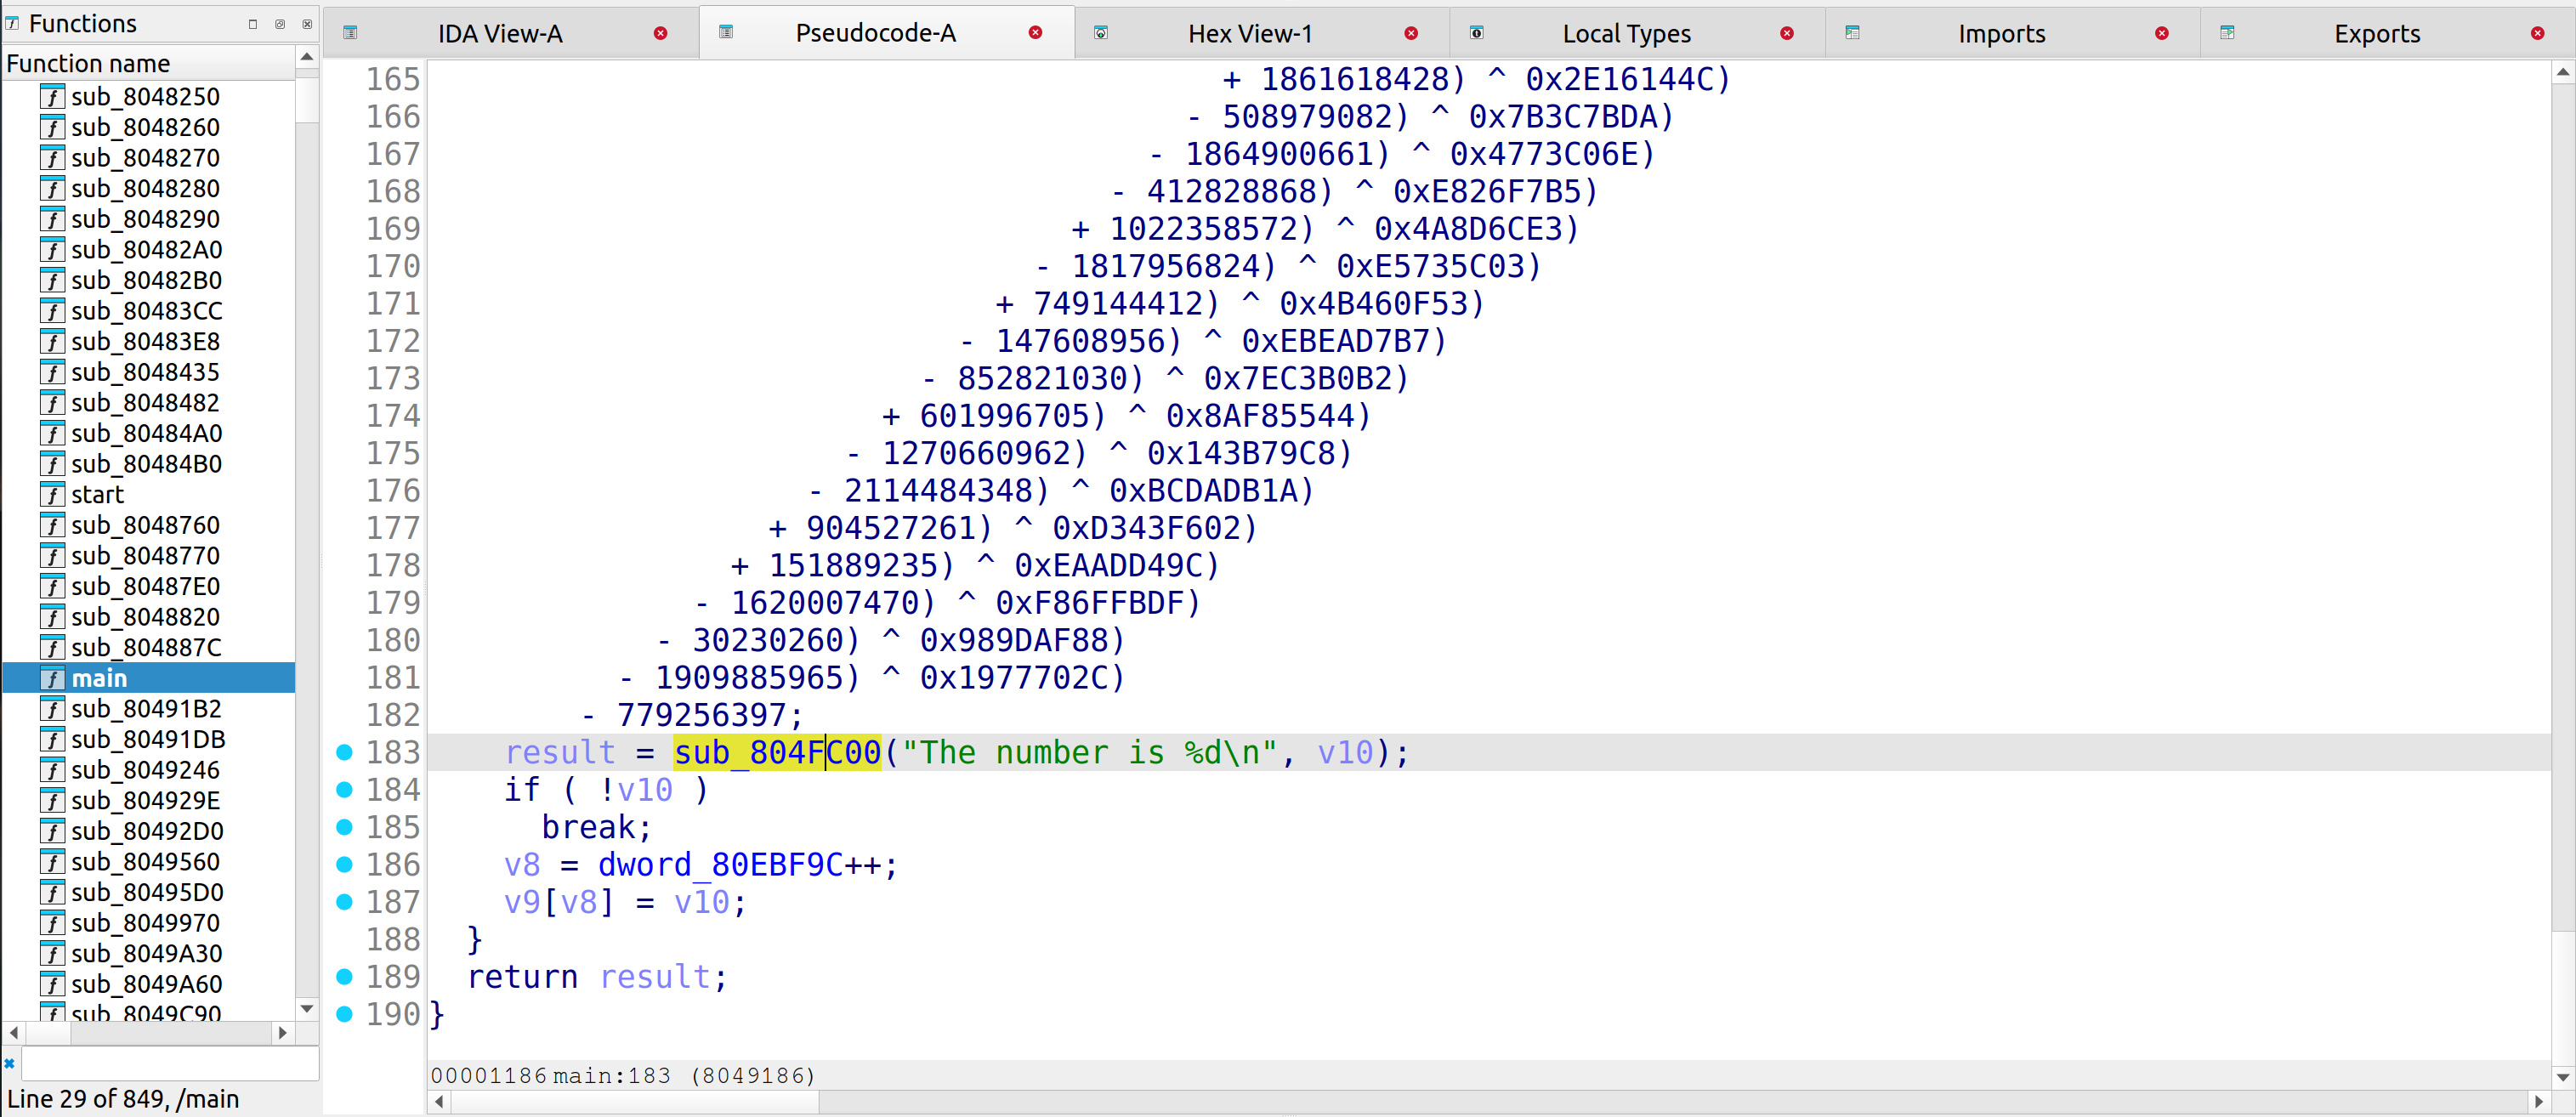 Functions
Function name
sub_8048250
sub_8048260
sub_8048270
sub_8048280
sub_8048290
sub_80482A0
sub_80482B0
sub_80483CC
sub_80483E8
sub_8048435
sub_8048482
sub_80484A0
sub_80484B0
start
sub_8048760
sub_8048770
sub_80487E0
sub_8048820
sub_804887C
main
sub_80491B2
sub_80491DB
sub_8049246
sub_804929E
sub_80492D0
sub_8049560
sub_80495D0
sub_8049970
sub_8049A30
sub_8049A60
sub_8049C90
Line 29 of 849, /main
IDA View-A
Pseudocode-A
Hex View-1
Local Types
Imports
Exports
165 + 1861618428) ^ 0x2E16144C)
166 - 508979082) ^ 0x7B3C7BDA)
167 - 1864900661) ^ 0x4773C06E)
168 - 412828868) ^ 0xE826F7B5)
169 + 1022358572) ^ 0x4A8D6CE3)
170 - 1817956824) ^ 0xE5735C03)
171 + 749144412) ^ 0x4B460F53)
172 - 147608956) ^ 0xEBEAD7B7)
173 - 852821030) ^ 0x7EC3B0B2)
174 + 601996705) ^ 0x8AF85544)
175 - 1270660962) ^ 0x143B79C8)
176 - 2114484348) ^ 0xBCDADB1A)
177 + 904527261) ^ 0xD343F602)
178 + 151889235) ^ 0xEAADD49C)
179 - 1620007470) ^ 0xF86FFBDF)
180 - 30230260) ^ 0x989DAF88)
181 - 1909885965) ^ 0x1977702C)
182 - 779256397;
183 result = sub_804FC00("The number is %d\n", v10);
184 if ( !v10 )
185 break;
186 v8 = dword_80EBF9C++;
187 v9[v8] = v10;
188 }
189 return result;
190 }
00001186 main:183 (8049186)